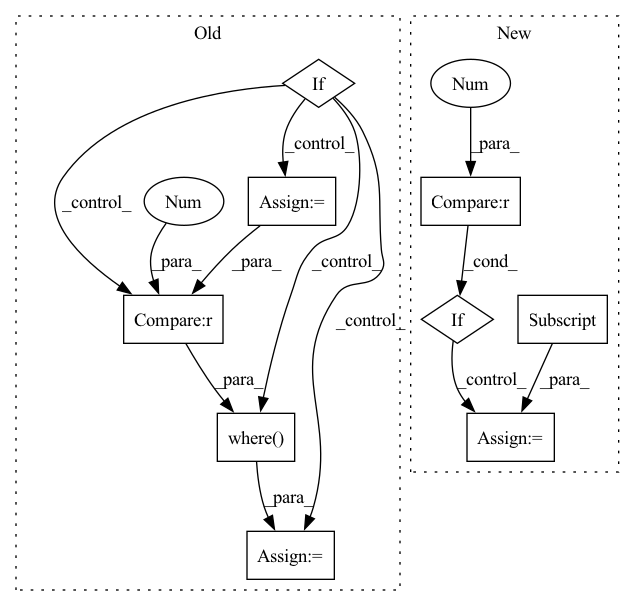 Old
New
If
Num
_control_
_para_
_control_
Num
Assign:=
Compare:r
_para_
_para_
_control_
_cond_
Compare:r
_control_
If
Subscript
_para_
_control_
_para_
where()
Assign:=
_para_
Assign:=